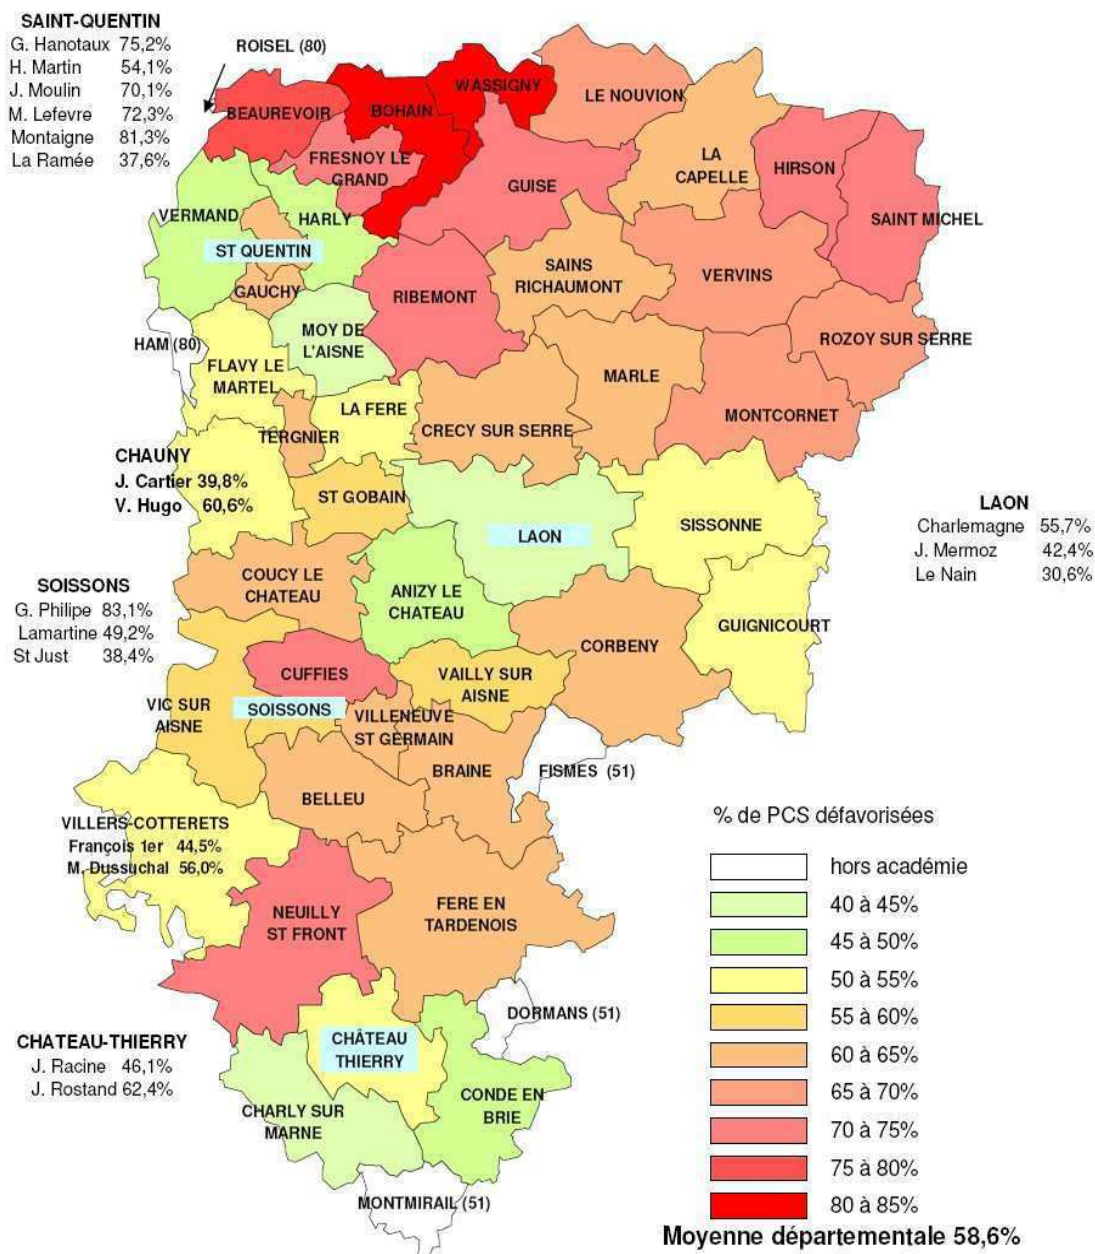 SAINT-QUENTIN
G. Hanotaux 75,2%
H. Martin 54,1%
J. Moulin 70,1%
M. Lefevre 72,3%
Montaigne 81,3%
La Ramée 37,6%
ROISEL (80)
BEAUREVOIR
BOHAIN
WASSIGNY
LE NOUVION
FRESNOY LE
GRAND
GUISE
LA
CAPELLE
HIRSON
SAINT MICHEL
VERMAND
HARLY
ST QUENTIN
GAUCHY
RIBEMONT
SAINS
RICHAUMONT
VERVINS
HAM (80)
MOY DE
L'AISNE
ROZOY SUR SERRE
FLAVY LE
MARTEL
MARLE
LA FERE
MONTCORNET
TERGNIER
CRECY SUR SERRE
CHAUNY
J. Cartier 39,8%
V. Hugo 60,6%
ST GOBAIN
LAON
SISSONNE
LAON
Charlemagne 55,7%
J. Mermoz 42,4%
Le Nain 30,6%
COUCY LE
CHATEAU
ANIZY LE
CHATEAU
SOISSONS
G. Philipe 83,1%
Lamartine 49,2%
St Just 38,4%
GUIGNICOURT
CORBENY
CUFFIES
VAILLY SUR
AISNE
VIC SUR
AISNE
SOISSONS
VILLENEUVE
ST GERMAIN
BRAINE
FISMES (51)
BELLEU
VILLERS-COTTERETS
François 1er 44,5%
M. Dussuchal 56,0%
NEUILLY
ST FRONT
FERE EN
TARDENOIS
DORMANS (51)
CHATEAU-THIERRY
J. Racine 46,1%
J. Rostand 62,4%
CHÂTEAU
THIERRY
CONDE EN
BRIE
CHARLY SUR
MARNE
MONTMIRAIL (51)
% de PCS défavorisées
hors académie
40 à 45%
45 à 50%
50 à 55%
55 à 60%
60 à 65%
65 à 70%
70 à 75%
75 à 80%
80 à 85%
Moyenne départementale 58,6%